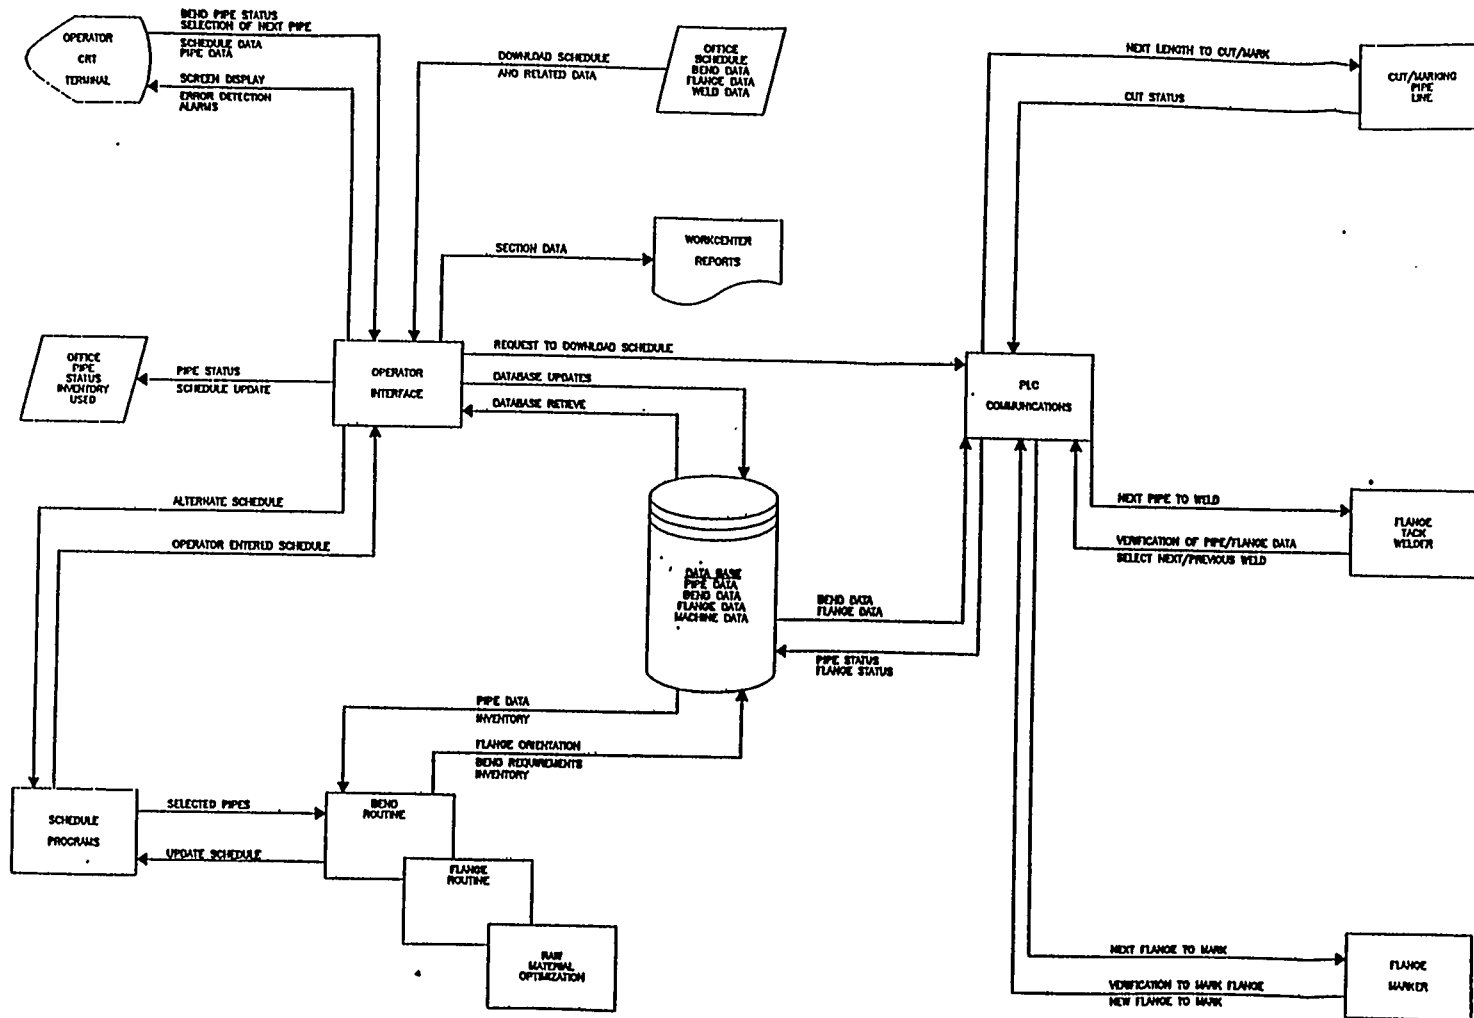 OPERATOR
CRT
TERMINAL
BEND PIPE STATUS
SELECTION OF NEXT PIPE
SCHEDULE DATA
PIPE DATA
SCREEN DISPLAY
ERROR DETECTION
ALARMS
DOWNLOAD SCHEDULE
AND RELATED DATA
OFFICE
SCHEDULE
BEND DATA
FLANGE DATA
WELD DATA
NEXT LENGTH TO CUT/MARK
CUT STATUS
CUT/MARKING
PIPE
LINE
SECTION DATA
WORKCENTER
REPORTS
OFFICE
PIPE
STATUS
INVENTORY
USED
PIPE STATUS
SCHEDULE UPDATE
OPERATOR
INTERFACE
REQUEST TO DOWNLOAD SCHEDULE
DATABASE UPDATES
DATABASE RETIEVE
PLC
COMMUNICATIONS
ALTERNATE SCHEDULE
OPERATOR ENTERED SCHEDULE
DATA BASE
PIPE DATA
BEND DATA
FLANGE DATA
MACHINE DATA
BEND DATA
FLANGE DATA
PIPE STATUS
FLANGE STATUS
NEXT PIPE TO WELD
VERIFICATION OF PIPE/FLANGE DATA
SELECT NEXT/PREVIOUS WELD
FLANGE
TACK
WELDER
PIPE DATA
INVENTORY
FLANGE ORIENTATION
BEND REQUIREMENTS
INVENTORY
SCHEDULE
PROGRAMS
SELECTED PIPES
UPDATE SCHEDULE
BEND
ROUTINE
FLANGE
ROUTINE
RAW
MATERIAL
OPTIMIZATION
NEXT FLANGE TO MARK
VERIFICATION TO MARK FLANGE
NEW FLANGE TO MARK
FLANGE
MARKER